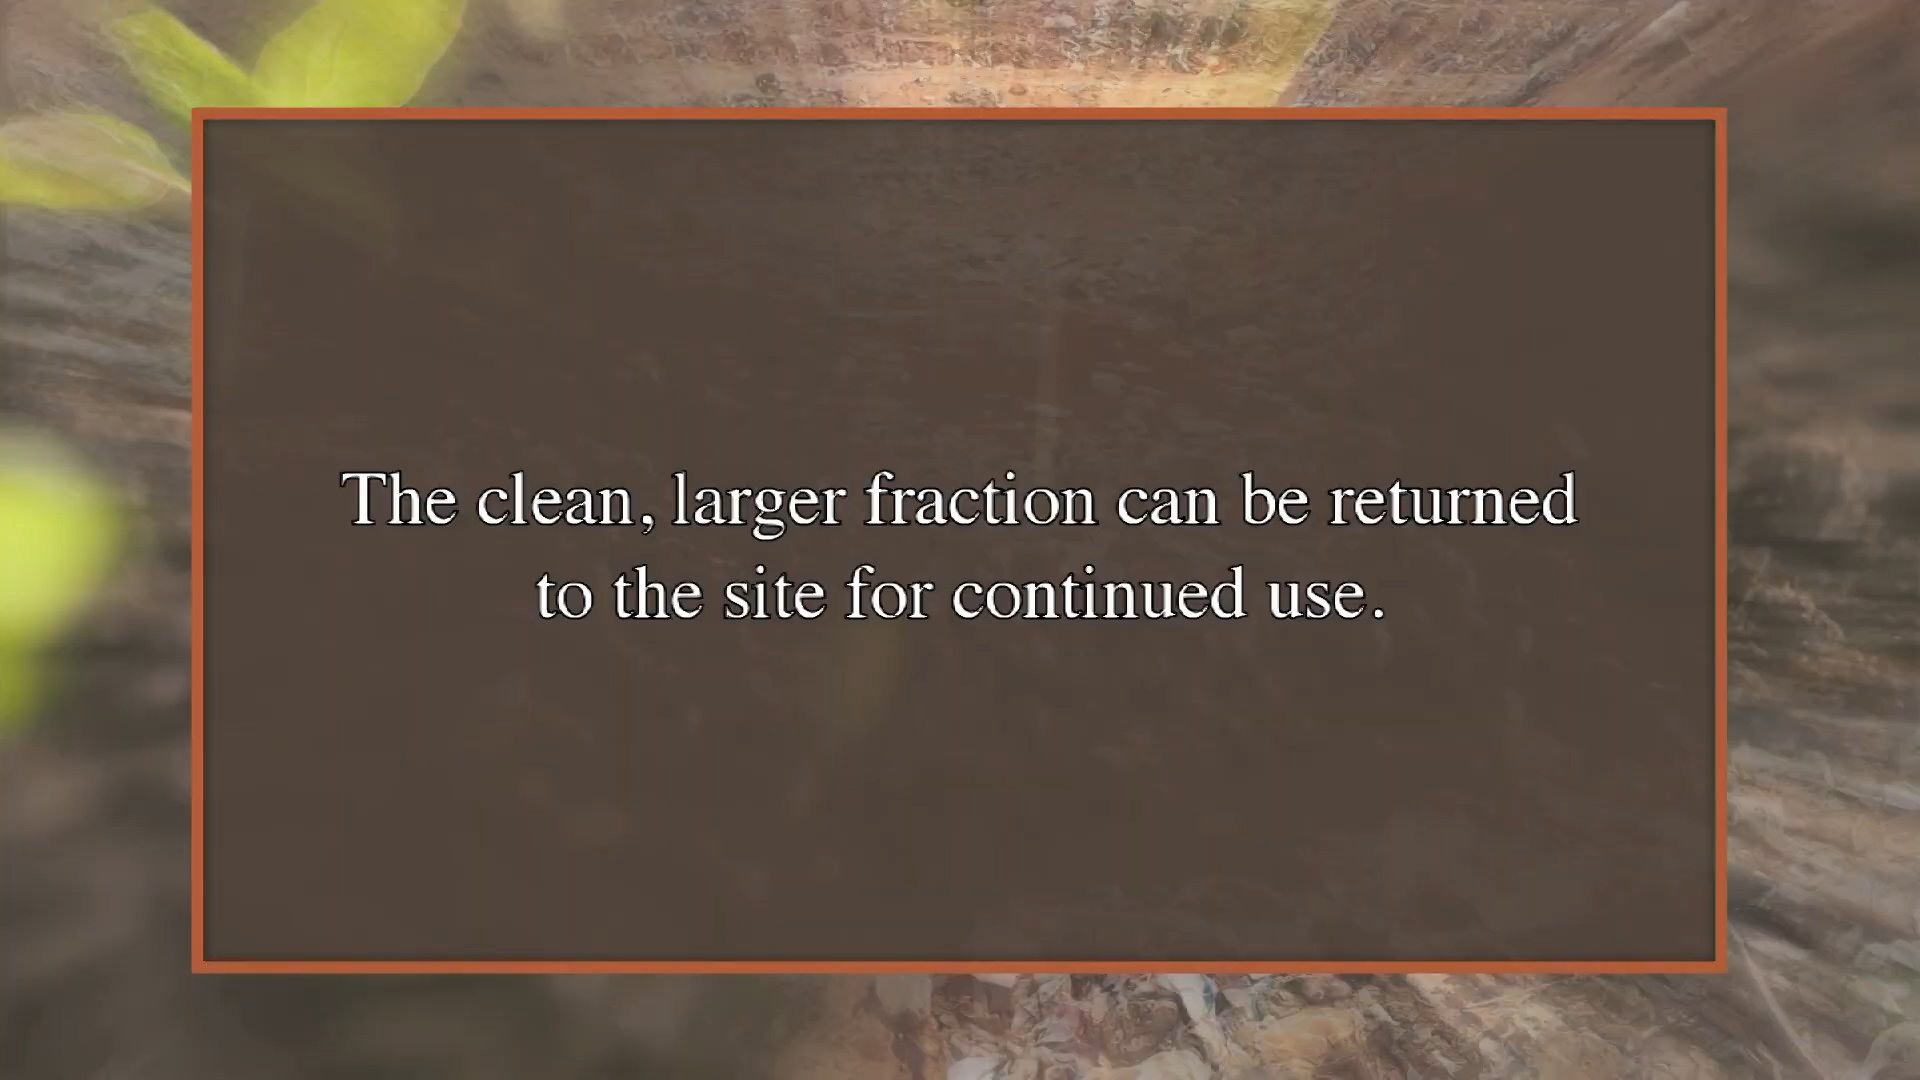 The clean, larger fraction can be returned
to the site for continued use.